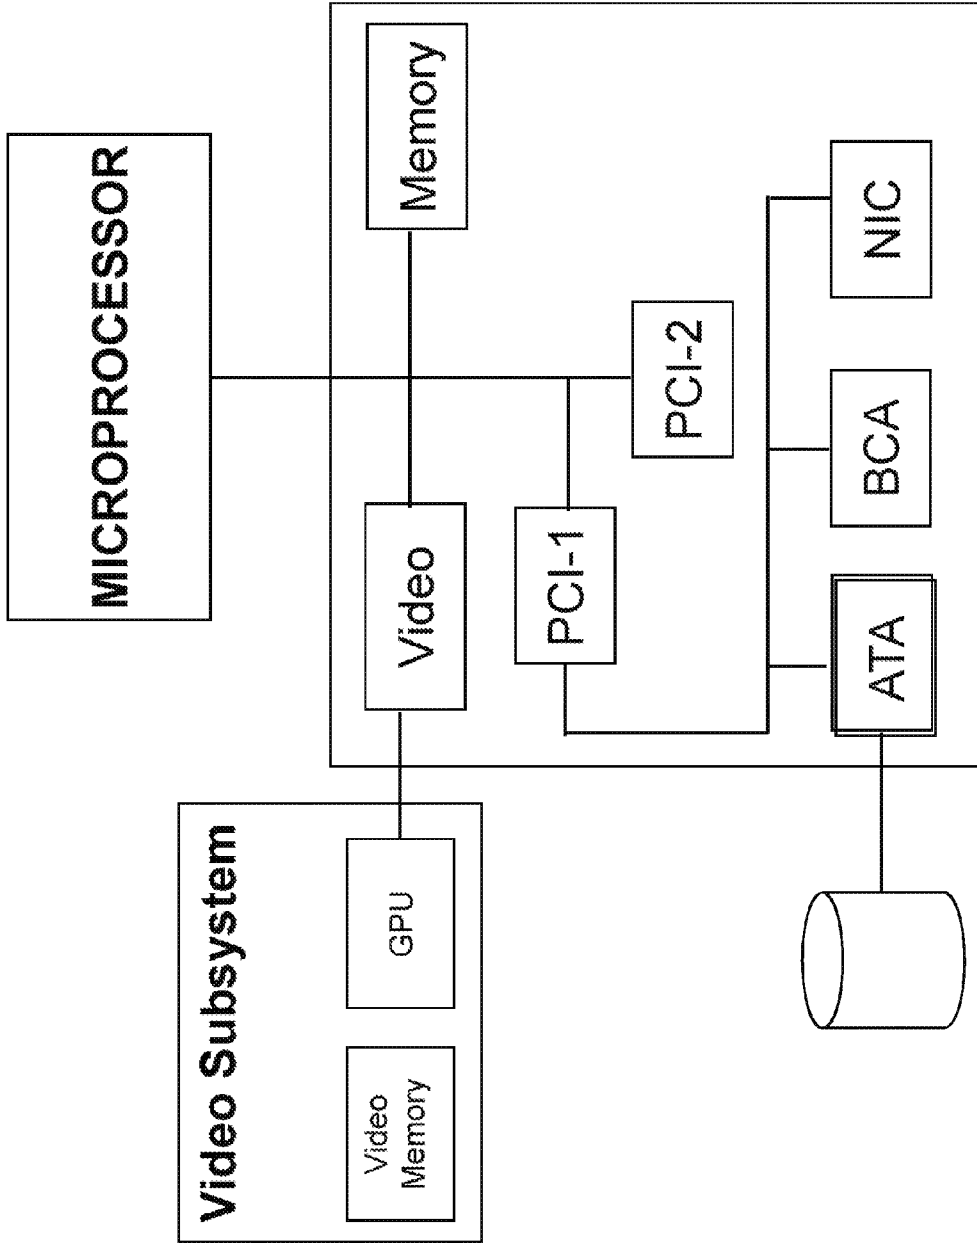 MICROPROCESSOR
Memory
Video
PCI-1
PCI-2
NIC
BCA
ATA
Video Subsystem
GPU
Video
Memory